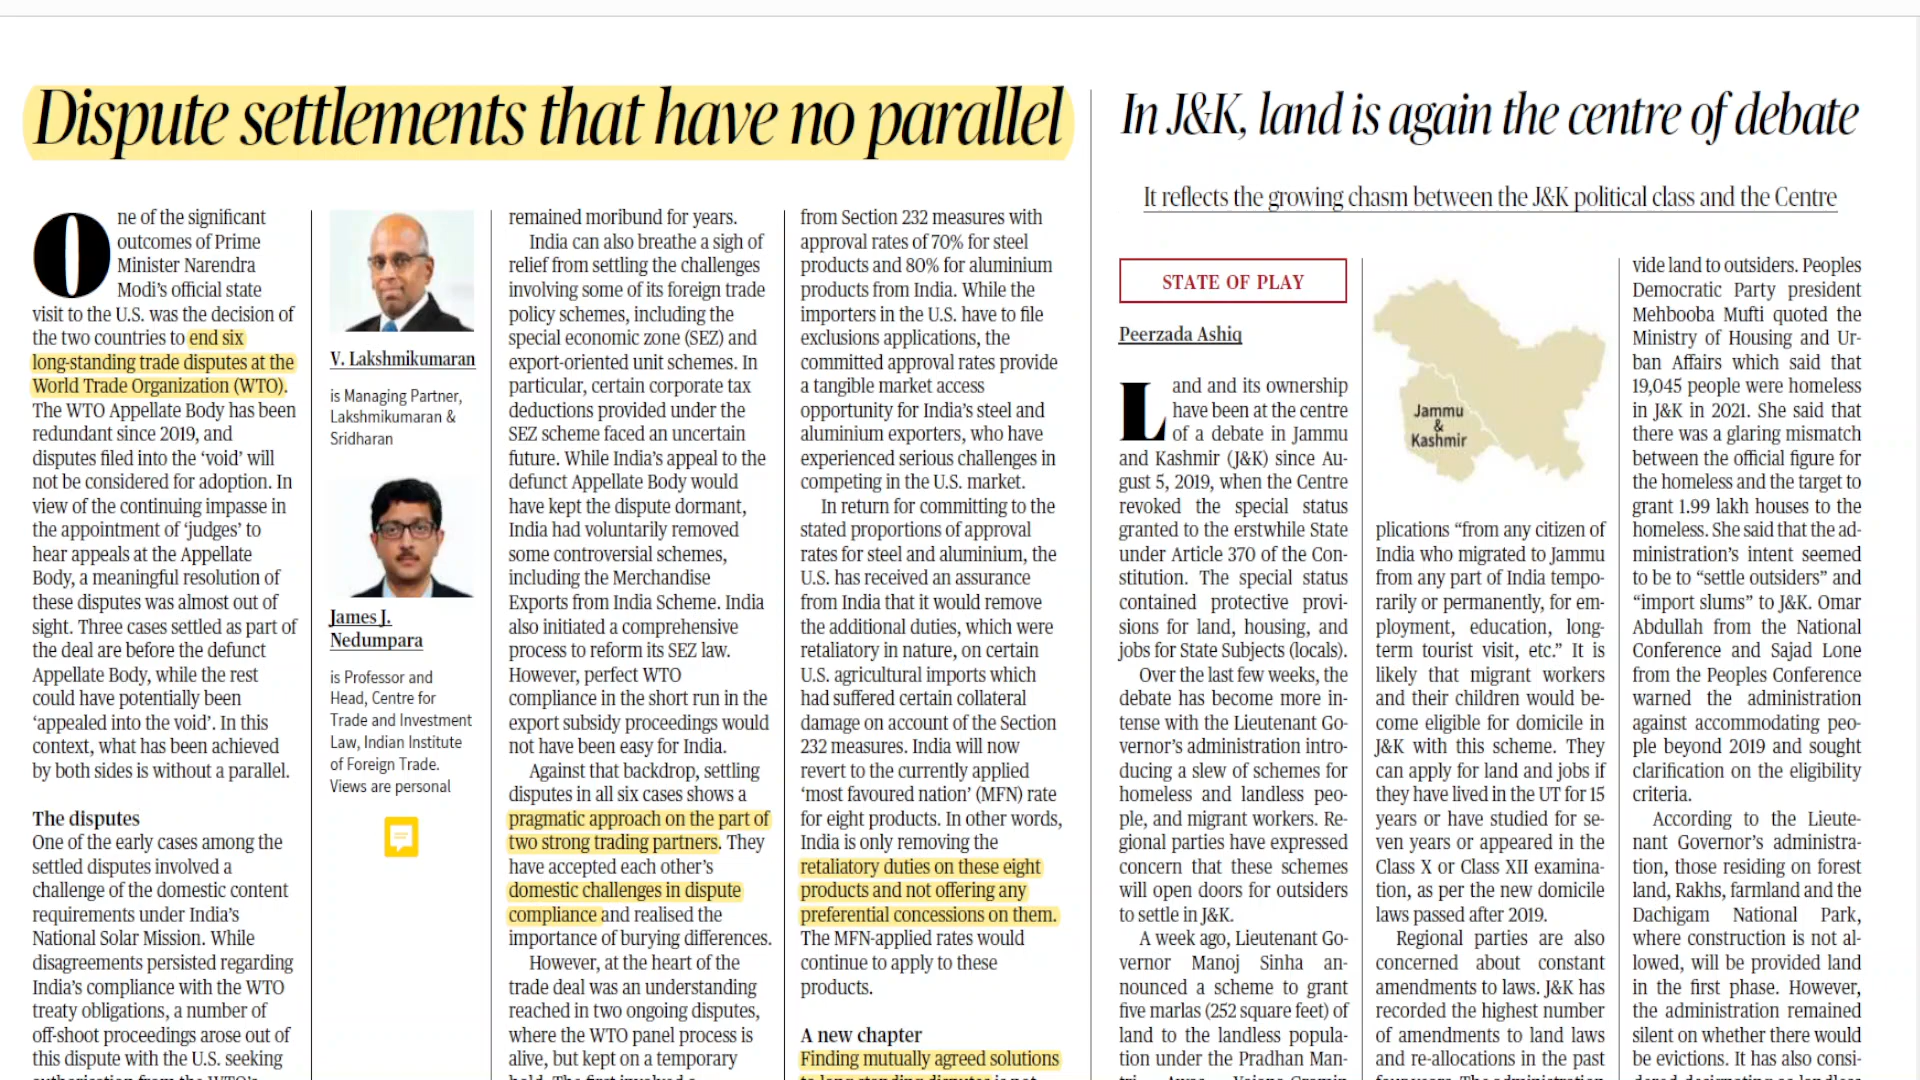 Dispute settlements that have no parallel
One of the significant
outcomes of Prime
Minister Narendra
Modi's official state
visit to the U.S. was the decision of
the two countries to end six
long-standing trade disputes at the
World Trade Organization (WTO).
The WTO Appellate Body has been
redundant since 2019, and
disputes filed into the 'void' will
not be considered for adoption. In
view of the continuing impasse in
the appointment of 'judges' to
hear appeals at the Appellate
Body, a meaningful resolution of
these disputes was almost out of
sight. Three cases settled as part of
the deal are before the defunct
Appellate Body, while the rest
could have potentially been
'appealed into the void'. In this
context, what has been achieved
by both sides is without a parallel.
The disputes
One of the early cases among the
settled disputes involved a
challenge of the domestic content
requirements under India's
National Solar Mission. While
disagreements persisted regarding
India's compliance with the WTO
treaty obligations, a number of
off-shoot proceedings arose out of
this dispute with the U.S. seeking
V. Lakshmikumaran
is Managing Partner,
Lakshmikumaran &
Sridharan
James J.
Nedumpara
is Professor and
Head, Centre for
Trade and Investment
Law, Indian Institute
of Foreign Trade.
Views are personal
remained moribund for years.
India can also breathe a sigh of
relief from settling the challenges
involving some of its foreign trade
policy schemes, including the
special economic zone (SEZ) and
export-oriented unit schemes. In
particular, certain corporate tax
deductions provided under the
SEZ scheme faced an uncertain
future. While India's appeal to the
defunct Appellate Body would
have kept the dispute dormant,
India had voluntarily removed
some controversial schemes,
including the Merchandise
Exports from India Scheme. India
also initiated a comprehensive
process to reform its SEZ law.
However, perfect WTO
compliance in the short run in the
export subsidy proceedings would
not have been easy for India.
Against that backdrop, settling
disputes in all six cases shows a
pragmatic approach on the part of
two strong trading partners. They
have accepted each other's
domestic challenges in dispute
compliance and realised the
importance of burying differences.
However, at the heart of the
trade deal was an understanding
reached in two ongoing disputes,
where the WTO panel process is
alive, but kept on a temporary
from Section 232 measures with
approval rates of 70% for steel
products and 80% for aluminium
products from India. While the
importers in the U.S. have to file
exclusions applications, the
committed approval rates provide
a tangible market access
opportunity for India's steel and
aluminium exporters, who have
experienced serious challenges in
competing in the U.S. market.
In return for committing to the
stated proportions of approval
rates for steel and aluminium, the
U.S. has received an assurance
from India that it would remove
the additional duties, which were
retaliatory in nature, on certain
U.S. agricultural imports which
had suffered certain collateral
damage on account of the Section
232 measures. India will now
revert to the currently applied
'most favoured nation' (MFN) rate
for eight products. In other words,
India is only removing the
retaliatory duties on these eight
products and not offering any
preferential concessions on them.
The MFN-applied rates would
continue to apply to these
products.
A new chapter
Finding mutually agreed solutions
In J&K, land is again the centre of debate
It reflects the growing chasm between the J&K political class and the Centre
STATE OF PLAY
Peerzada Ashiq
Land and its ownership
have been at the centre
of a debate in Jammu
and Kashmir (J&K) since Au-
gust 5, 2019, when the Centre
revoked the special status
granted to the erstwhile State
under Article 370 of the Con-
stitution. The special status
contained protective provi-
sions for land, housing, and
jobs for State Subjects (locals).
Over the last few weeks, the
debate has become more in-
tense with the Lieutenant Go-
vernor's administration intro-
ducing a slew of schemes for
homeless and landless peo-
ple, and migrant workers. Re-
gional parties have expressed
concern that these schemes
will open doors for outsiders
to settle in J&K.
A week ago, Lieutenant Go-
vernor Manoj Sinha an-
nounced a scheme to grant
five marlas (252 square feet) of
land to the landless popula-
tion under the Pradhan Man-
Jammu
&
Kashmir
plications "from any citizen of
India who migrated to Jammu
from any part of India tempo-
rarily or permanently, for em-
ployment, education, long-
term tourist visit, etc." It is
likely that migrant workers
and their children would be-
come eligible for domicile in
J&K with this scheme. They
can apply for land and jobs if
they have lived in the UT for 15
years or have studied for se-
ven years or appeared in the
Class X or Class XII examina-
tion, as per the new domicile
laws passed after 2019.
Regional parties are also
concerned about constant
amendments to laws. J&K has
recorded the highest number
of amendments to land laws
and re-allocations in the past
vide land to outsiders. Peoples
Democratic Party president
Mehbooba Mufti quoted the
Ministry of Housing and Ur-
ban Affairs which said that
19,045 people were homeless
in J&K in 2021. She said that
there was a glaring mismatch
between the official figure for
the homeless and the target to
grant 1.99 lakh houses to the
homeless. She said that the ad-
ministration's intent seemed
to be to "settle outsiders" and
"import slums" to J&K. Omar
Abdullah from the National
Conference and Sajad Lone
from the Peoples Conference
warned the administration
against accommodating peo-
ple beyond 2019 and sought
clarification on the eligibility
criteria.
According to the Lieute-
nant Governor's administra-
tion, those residing on forest
land, Rakhs, farmland and the
Dachigam National Park,
where construction is not al-
lowed, will be provided land
in the first phase. However,
the administration remained
silent on whether there would
be evictions. It has also consi-